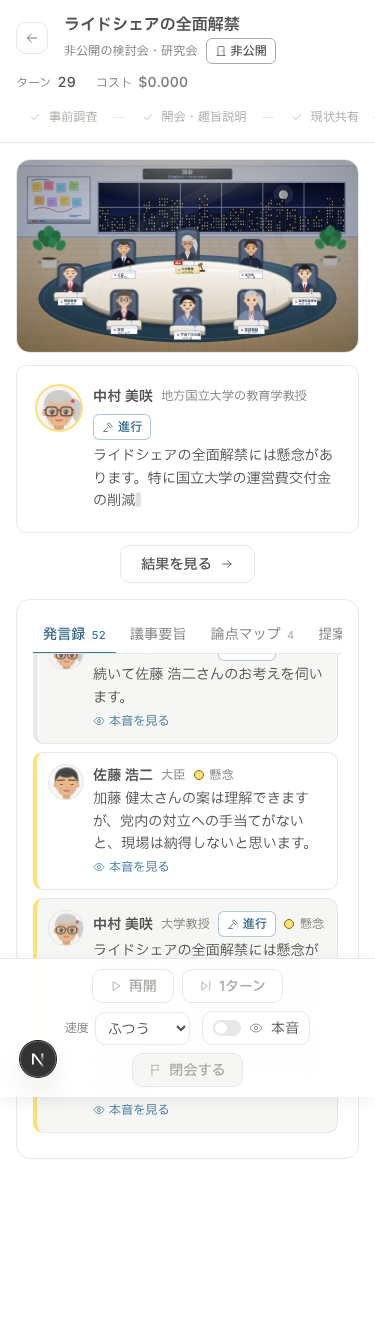 ライドシェアの全面解禁
非公開の検討会・研究会 非公開
ターン 29 コスト $0.000
事前調査 — 開会・趣旨説明 — 現状共有
中村 美咲 地方国立大学の教育学教授
進行
ライドシェアの全面解禁には懸念があ
ります。特に国立大学の運営費交付金
の削減
結果を見る →
発言録 52 議事要旨 論点マップ 4 提案
続いて佐藤 浩二さんのお考えを伺い
ます。
本音を見る
佐藤 浩二 大臣 懸念
加藤 健太さんの案は理解できます
が、党内の対立への手当てがない
と、現場は納得しないと思います。
本音を見る
中村 美咲 大学教授 進行 懸念
ライドシェアの全面解禁には懸念が
再開 1ターン
速度 ふつう 本音
N
閉会する
本音を見る